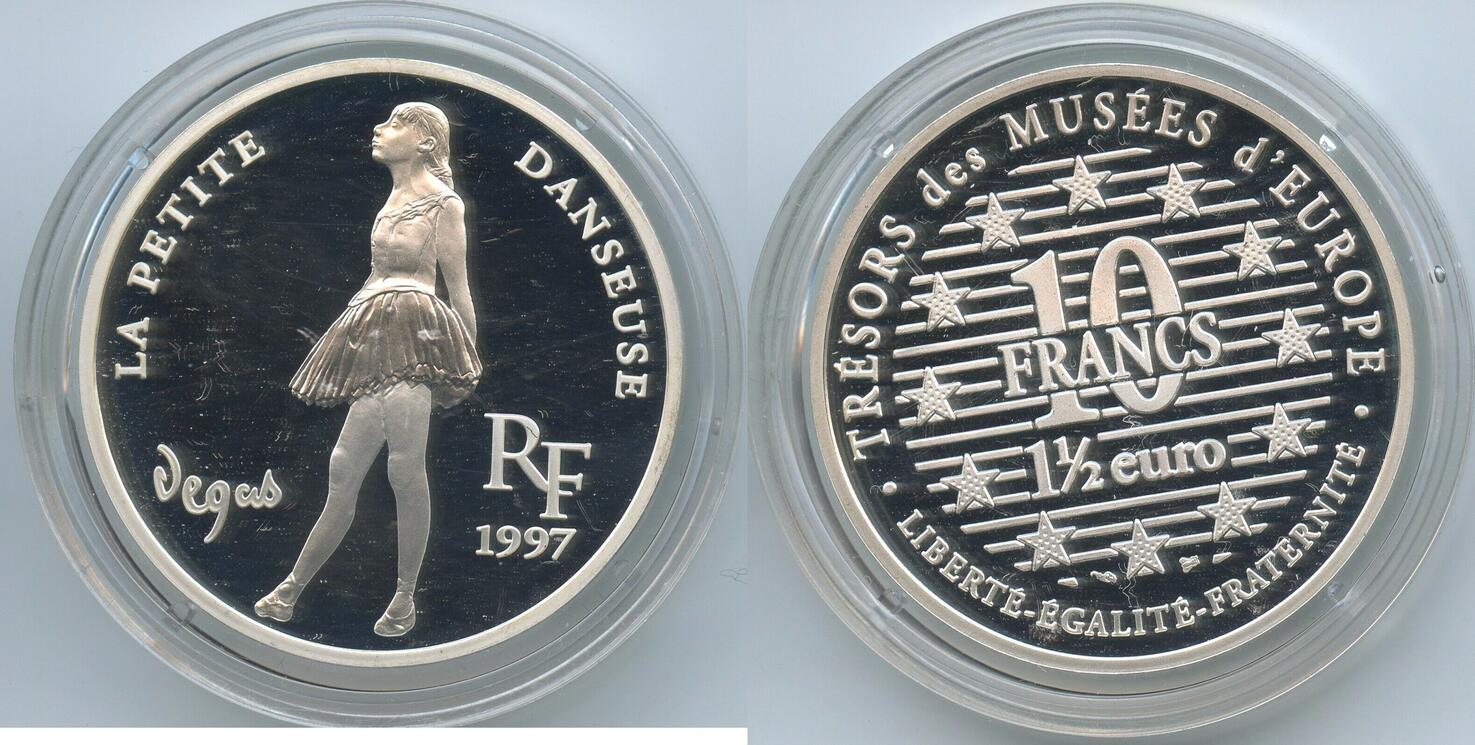 LA PETITE DANSEUSE
Degas
RF
1997
TRÉSORS des MUSÉES d'EUROPE
10
FRANCS
1½ euro
LIBERTÉ-ÉGALITÉ-FRATERNITÉ